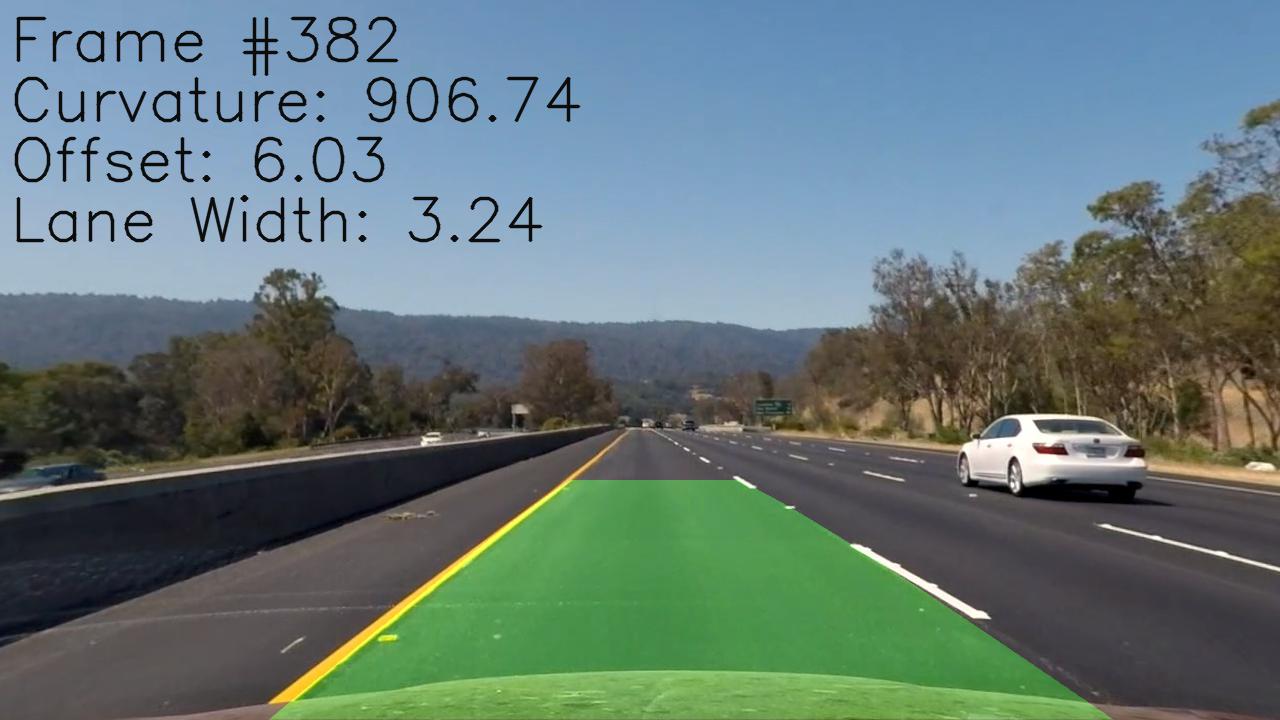 Frame #382
Curvature: 906.74
Offset: 6.03
Lane Width: 3.24